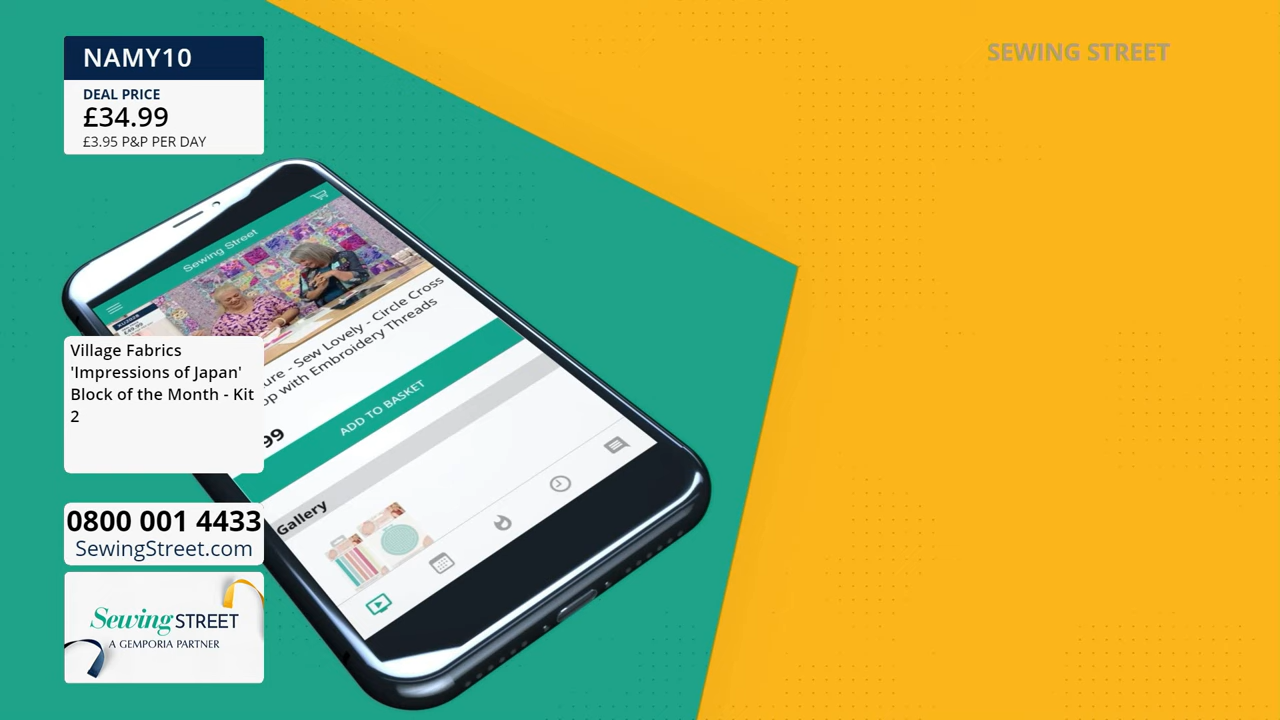 NAMY10
DEAL PRICE
£34.99
£3.95 P&P PER DAY
SEWING STREET
Sewing Street
ure - Sew Lovely - Circle Cross
op with Embroidery Threads
99
ADD TO BASKET
Gallery
Village Fabrics
'Impressions of Japan'
Block of the Month - Kit
2
0800 001 4433
SewingStreet.com
Sewing STREET
A GEMPORIA PARTNER